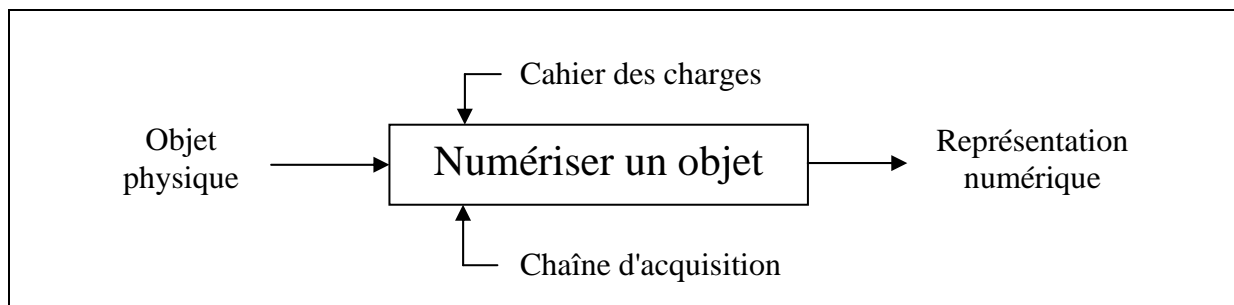 Cahier des charges
Objet
physique
Numériser un objet
Représentation
numérique
Chaîne d'acquisition